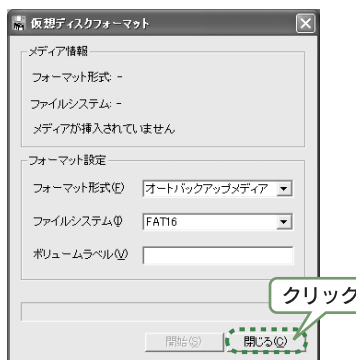 仮想ディスクフォーマット
メディア情報
フォーマット形式: -
ファイルシステム: -
メディアが挿入されていません
フォーマット設定
フォーマット形式(F) オートバックアップメディア
ファイルシステム(I) FAT16
ボリュームラベル(V)
クリック
開始(S) 閉じる(C)